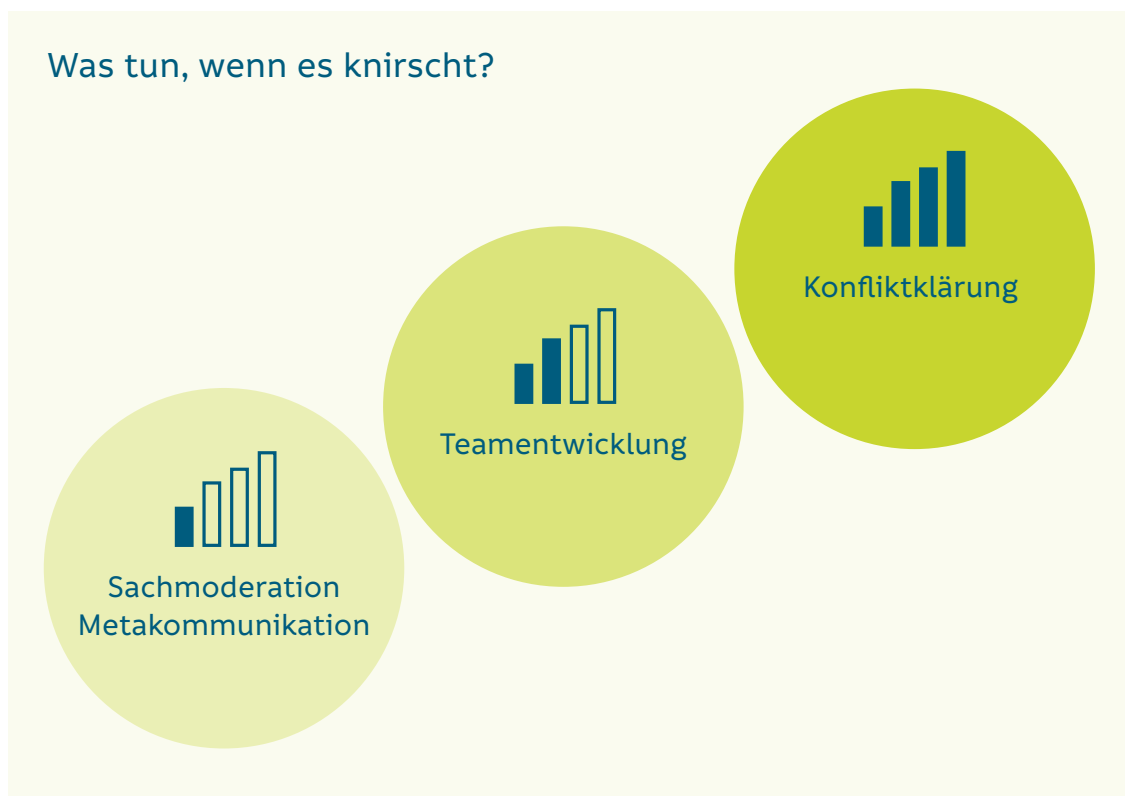 Was tun, wenn es knirscht?
Konfliktklärung
Teamentwicklung
Sachmoderation
Metakommunikation